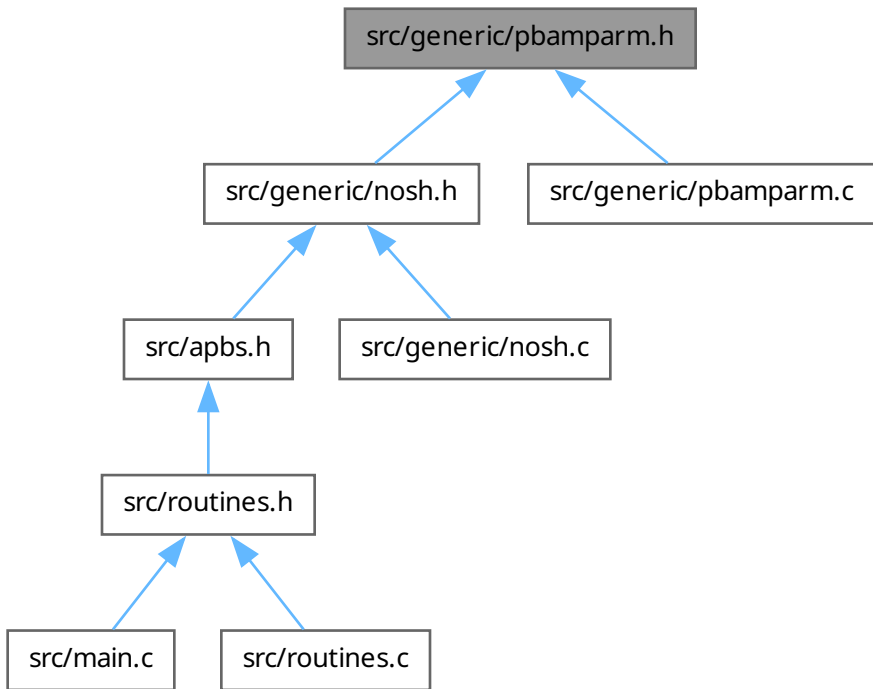 src/generic/pbamparm.h
src/generic/nosh.h
src/generic/pbamparm.c
src/apbs.h
src/generic/nosh.c
src/routines.h
src/main.c
src/routines.c